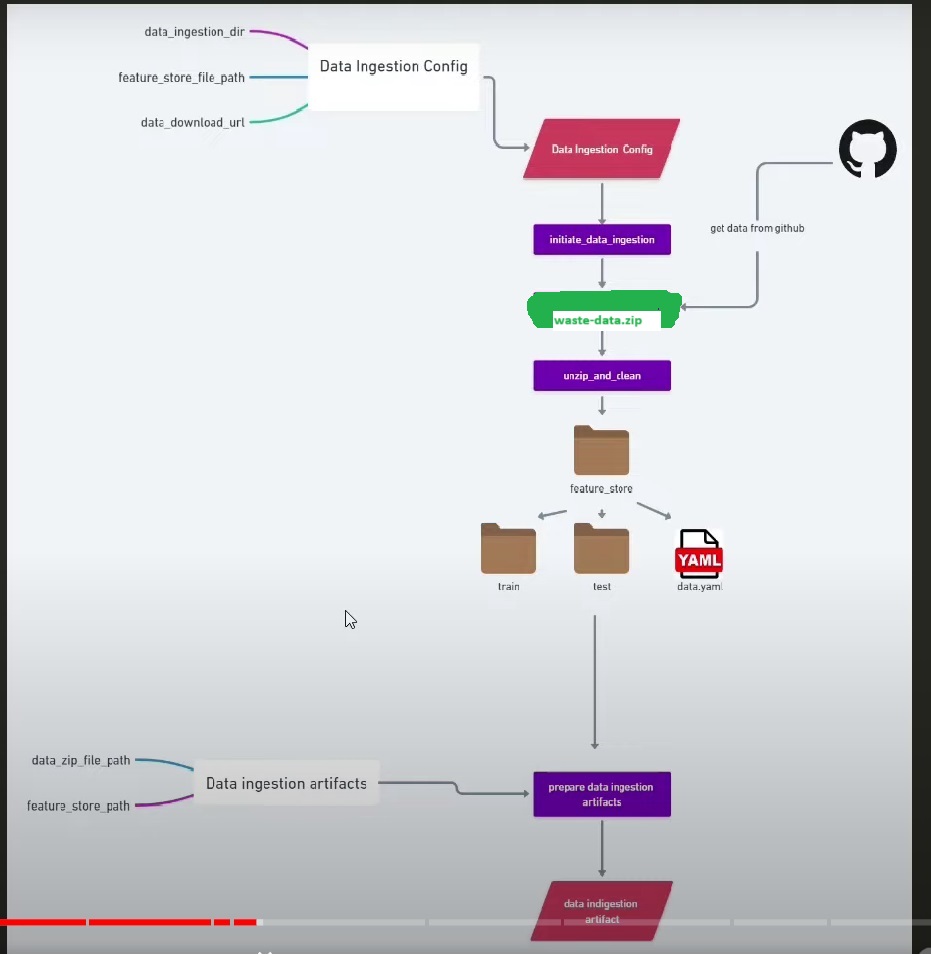 data_ingestion_dir
feature_store_file_path
data_download_url
Data Ingestion Config
Data Ingestion Config
initiate_data_ingestion
get data from github
waste-data.zip
unzip_and_clean
feature_store
train
test
YAML
data.yaml
data_zip_file_path
feature_store_path
Data ingestion artifacts
prepare data ingestion
artifacts
data indigestion
artifact